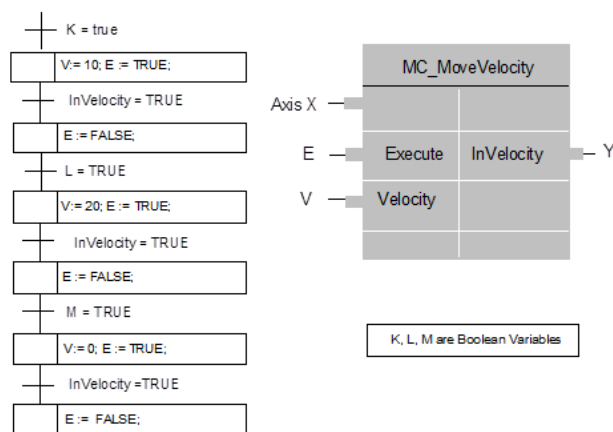 K = true
V:= 10; E := TRUE;
InVelocity = TRUE
E := FALSE;
L = TRUE
V:= 20; E := TRUE;
InVelocity = TRUE
E := FALSE;
M = TRUE
V:= 0; E := TRUE;
InVelocity =TRUE
E := FALSE;
MC_MoveVelocity
Axis X
E Execute InVelocity Y
V Velocity
K, L, M are Boolean Variables